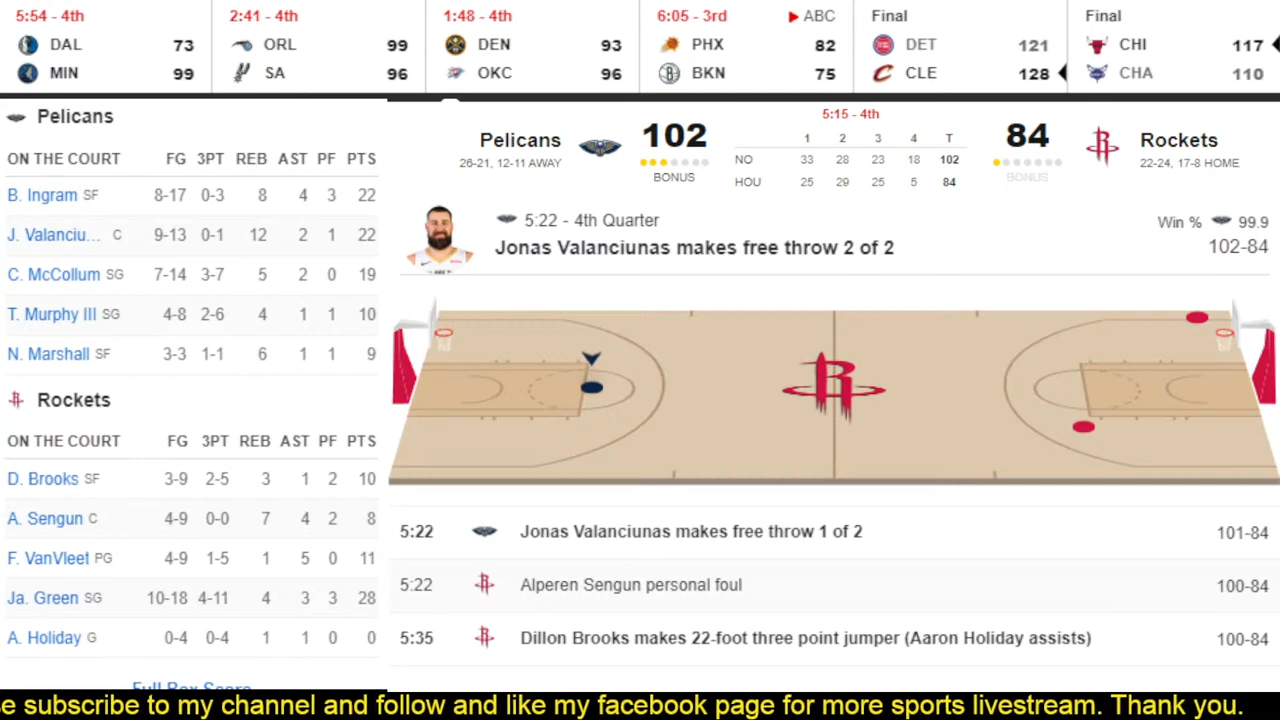 5:54 - 4th
DAL 73
MIN 99
2:41 - 4th
ORL 99
SA 96
1:48 - 4th
DEN 93
OKC 96
6:05 - 3rd ABC
PHX 82
BKN 75
Final
DET 121
CLE 128
Final
CHI 117
CHA 110
Pelicans
ON THE COURT FG 3PT REB AST PF PTS
B. Ingram SF 8-17 0-3 8 4 3 22
J. Valanciu... C 9-13 0-1 12 2 1 22
C. McCollum SG 7-14 3-7 5 2 0 19
T. Murphy III SG 4-8 2-6 4 1 1 10
N. Marshall SF 3-3 1-1 6 1 1 9
Rockets
ON THE COURT FG 3PT REB AST PF PTS
D. Brooks SF 3-9 2-5 3 1 2 10
A. Sengun C 4-9 0-0 7 4 2 8
F. VanVleet PG 4-9 1-5 1 5 0 11
Ja. Green SG 10-18 4-11 4 3 3 28
A. Holiday G 0-4 0-4 1 1 0 0
Full Box Score
Pelicans
26-21, 12-11 AWAY
102
BONUS
5:15 - 4th
1 2 3 4 T
NO 33 28 23 18 102
HOU 25 29 25 5 84
84
BONUS
Rockets
22-24, 17-8 HOME
5:22 - 4th Quarter
Jonas Valanciunas makes free throw 2 of 2
Win % 99.9
102-84
R
5:22 Jonas Valanciunas makes free throw 1 of 2 101-84
5:22 Alperen Sengun personal foul 100-84
5:35 Dillon Brooks makes 22-foot three point jumper (Aaron Holiday assists) 100-84
e subscribe to my channel and follow and like my facebook page for more sports livestream. Thank you.